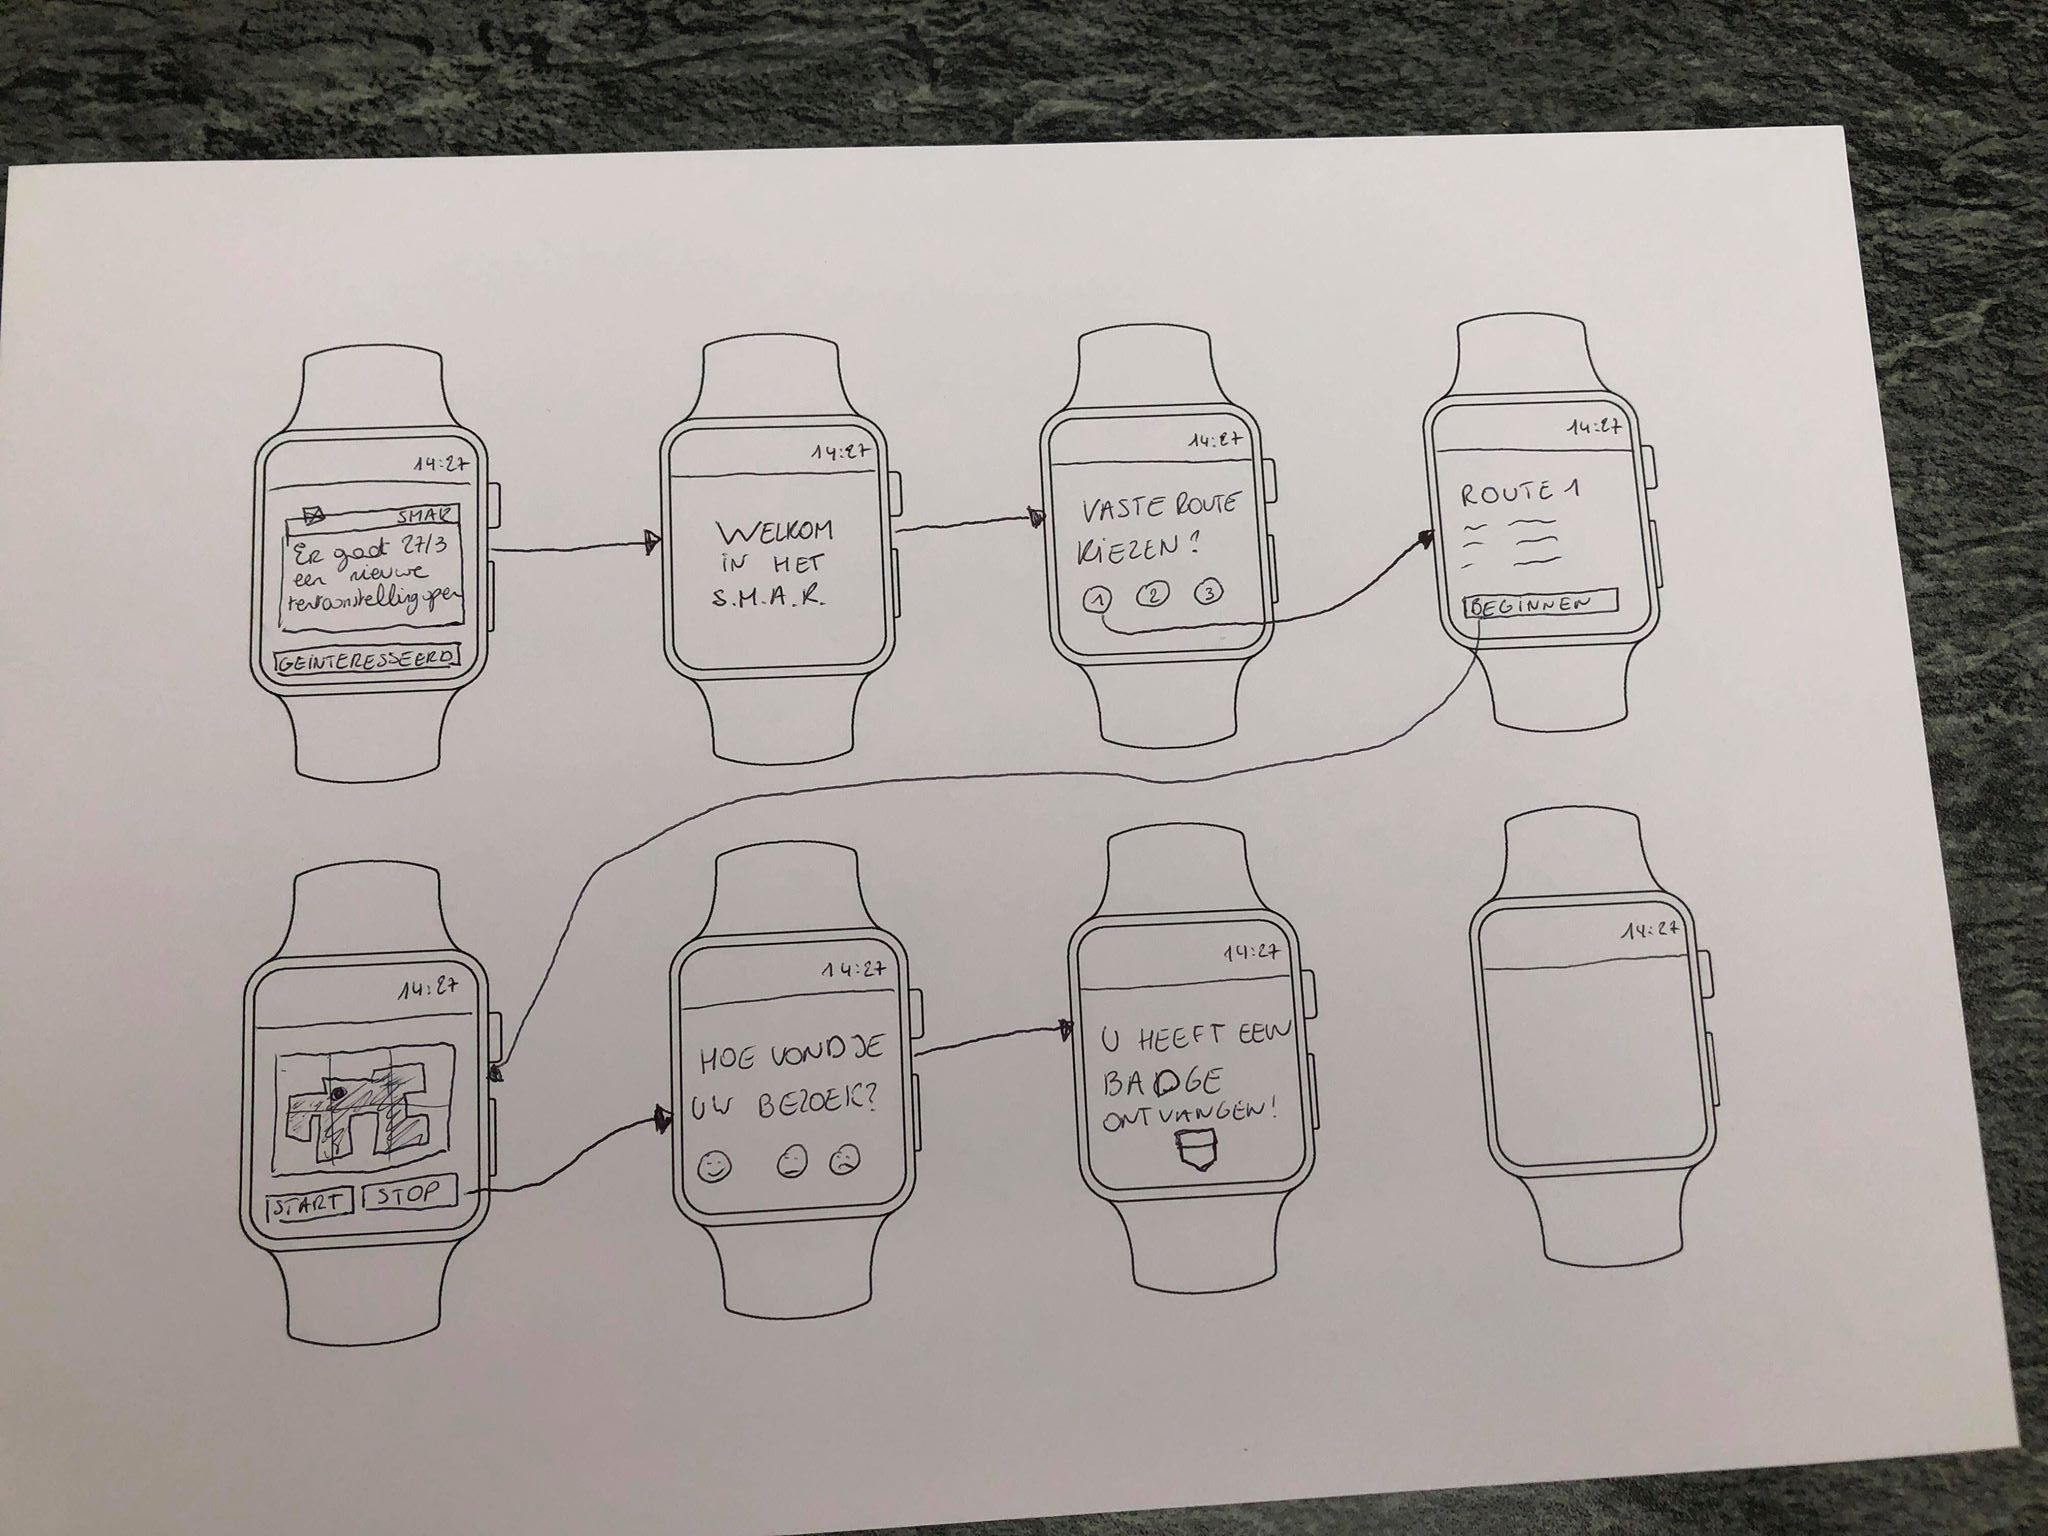 14:27
SMAR
Er gaat 27/3
een nieuwe
tentoonstelling open
GEINTERESSEERD
14:27
WELKOM
IN HET
S.M.A.R.
14:27
VASTE ROUTE
KIEZEN?
1 2 3
14:27
ROUTE 1
BEGINNEN
14:27
START STOP
14:27
HOE VOND JE
UW BEZOEK?
14:27
U HEEFT EEN
BADGE
ONTVANGEN!
14:27